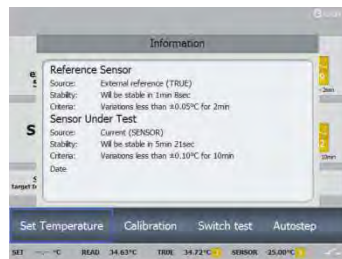 Information
Reference Sensor
Source: External reference (TRUE)
Stability: Will be stable in 1min 8sec
Criteria: Variations less than ±0.05°C for 2min
Sensor Under Test
Source: Current (SENSOR)
Stability: Will be stable in 5min 21sec
Criteria: Variations less than ±0.10°C for 10min
Date
S
target
Set Temperature Calibration Switch test Autostep
SET --.-- °C READ 34.63°C TRUE 34.72°C SENSOR -25.00°C